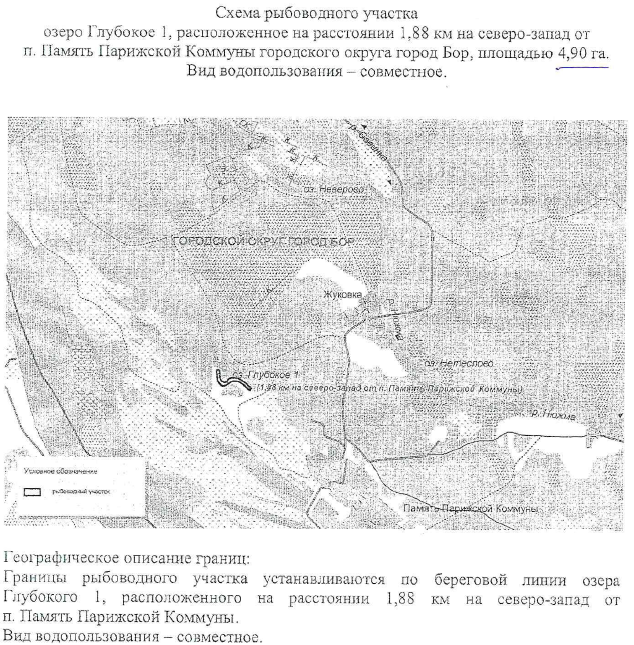 Схема рыбоводного участка
озеро Глубокое 1, расположенное на расстоянии 1,88 км на северо-запад от
п. Память Парижской Коммуны городского округа город Бор, площадью 4,90 га.
Вид водопользования – совместное.
оз. Неверово
ГОРОДСКОЙ ОКРУГ ГОРОД БОР
Жуковка
оз. Нетеслово
оз. Глубокое 1
(1,88 км на северо-запад от п. Память Парижской Коммуны)
р. Гнжма
Условное обозначение
рыбоводный участок
Память Парижской Коммуны
Географическое описание границ:
Границы рыбоводного участка устанавливаются по береговой линии озера
Глубокого 1, расположенного на расстоянии 1,88 км на северо-запад от
п. Память Парижской Коммуны.
Вид водопользования – совместное.